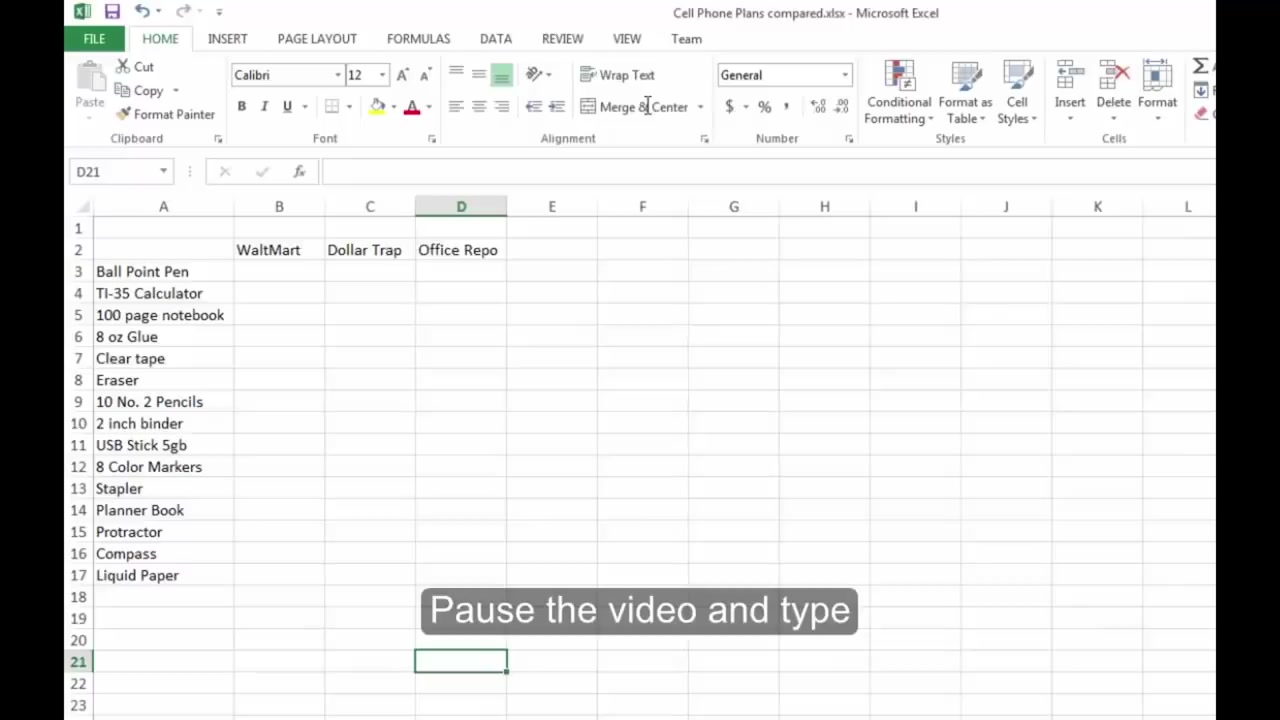 Cell Phone Plans compared.xlsx - Microsoft Excel
FILE HOME INSERT PAGE LAYOUT FORMULAS DATA REVIEW VIEW Team
Paste
Cut
Copy
Format Painter
Clipboard
Calibri 12
B I U
Font
Wrap Text
Merge & Center
Alignment
General
$ % ,
Number
Conditional Formatting
Format as Table
Cell Styles
Styles
Insert Delete Format
Cells
D21
fx
A B C D E F G H I J K L
1
2 WaltMart Dollar Trap Office Repo
3 Ball Point Pen
4 TI-35 Calculator
5 100 page notebook
6 8 oz Glue
7 Clear tape
8 Eraser
9 10 No. 2 Pencils
10 2 inch binder
11 USB Stick 5gb
12 8 Color Markers
13 Stapler
14 Planner Book
15 Protractor
16 Compass
17 Liquid Paper
18
19
20
21
22
23
Pause the video and type